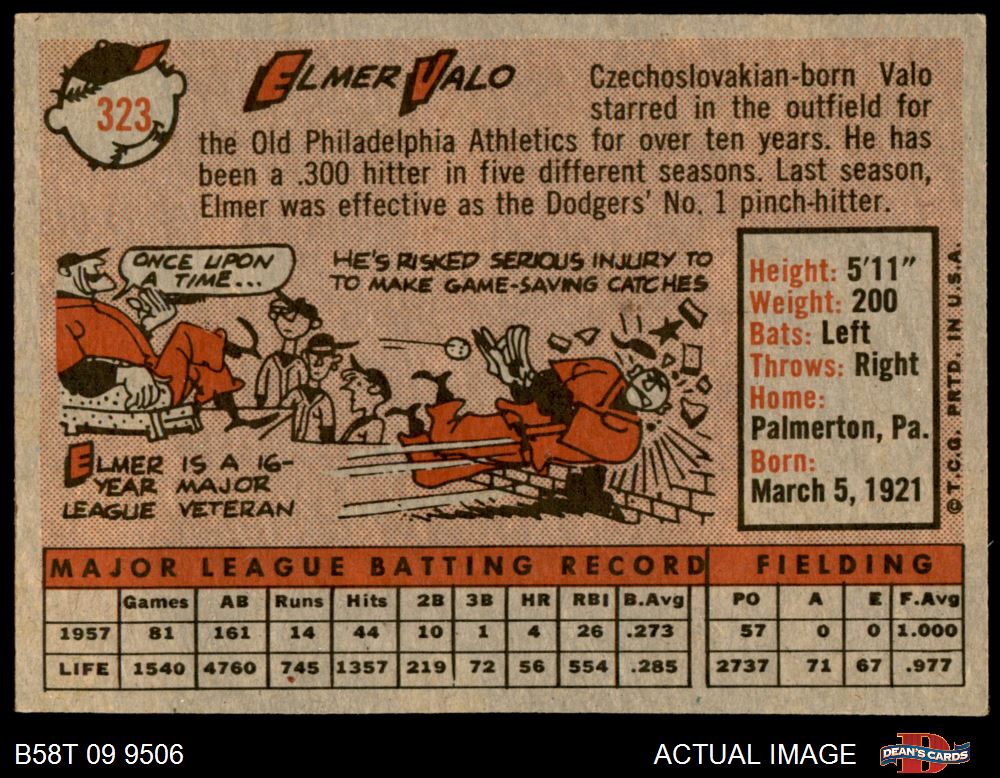 323
ELMER VALO
Czechoslovakian-born Valo
starred in the outfield for
the Old Philadelphia Athletics for over ten years. He has
been a .300 hitter in five different seasons. Last season,
Elmer was effective as the Dodgers' No. 1 pinch-hitter.
ONCE UPON
A TIME...
HE'S RISKED SERIOUS INJURY TO
TO MAKE GAME-SAVING CATCHES
ELMER IS A 16-
YEAR MAJOR
LEAGUE VETERAN
Height: 5'11"
Weight: 200
Bats: Left
Throws: Right
Home:
Palmerton, Pa.
Born:
March 5, 1921
© T.C.G. PRTD. IN U.S.A.
MAJOR LEAGUE BATTING RECORD FIELDING
Games AB Runs Hits 2B 3B HR RBI B.Avg PO A E F.Avg
1957 81 161 14 44 10 1 4 26 .273 57 0 0 1.000
LIFE 1540 4760 745 1357 219 72 56 554 .285 2737 71 67 .977
B58T 09 9506 ACTUAL IMAGE DEAN'S CARDS